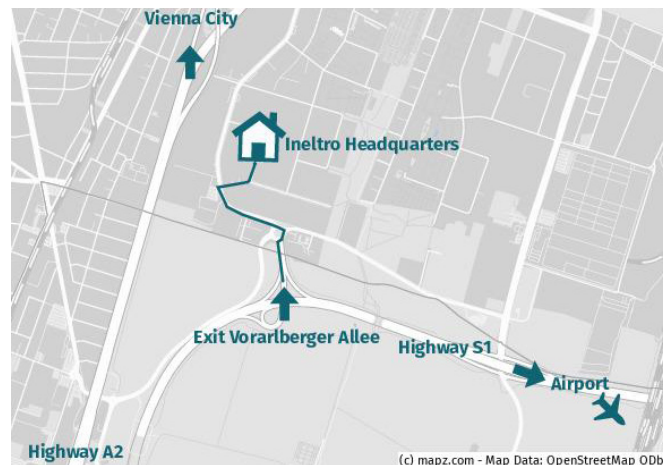 Vienna City
Ineltro Headquarters
Exit Vorarlberger Allee
Highway S1
Airport
Highway A2
(c) mapz.com - Map Data: OpenStreetMap ODb